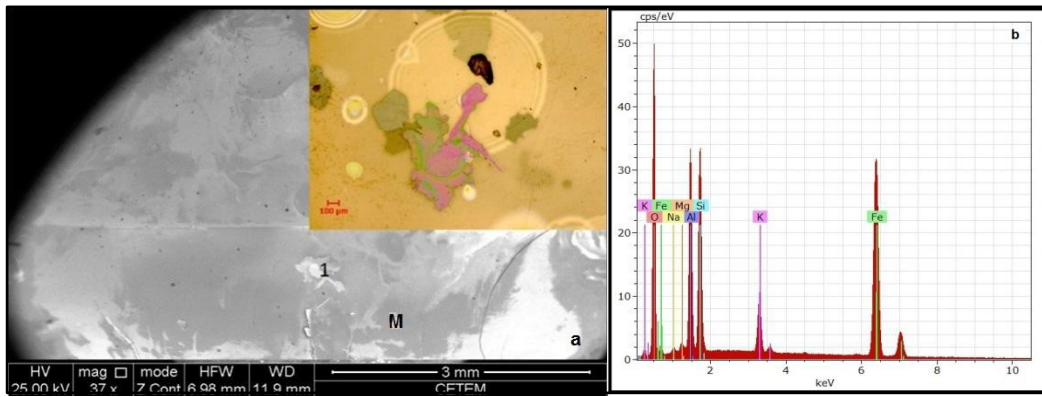 100 µm
1
M
a
HV mag □ mode HFW WD
3 mm
25.00 kV 37 x Z Cont 6.98 mm 11.9 mm CETEM
cps/eV
b
50
40
30
20
10
0
K Fe Mg Si
O Na Al K Fe
2 4 6 8 10
keV